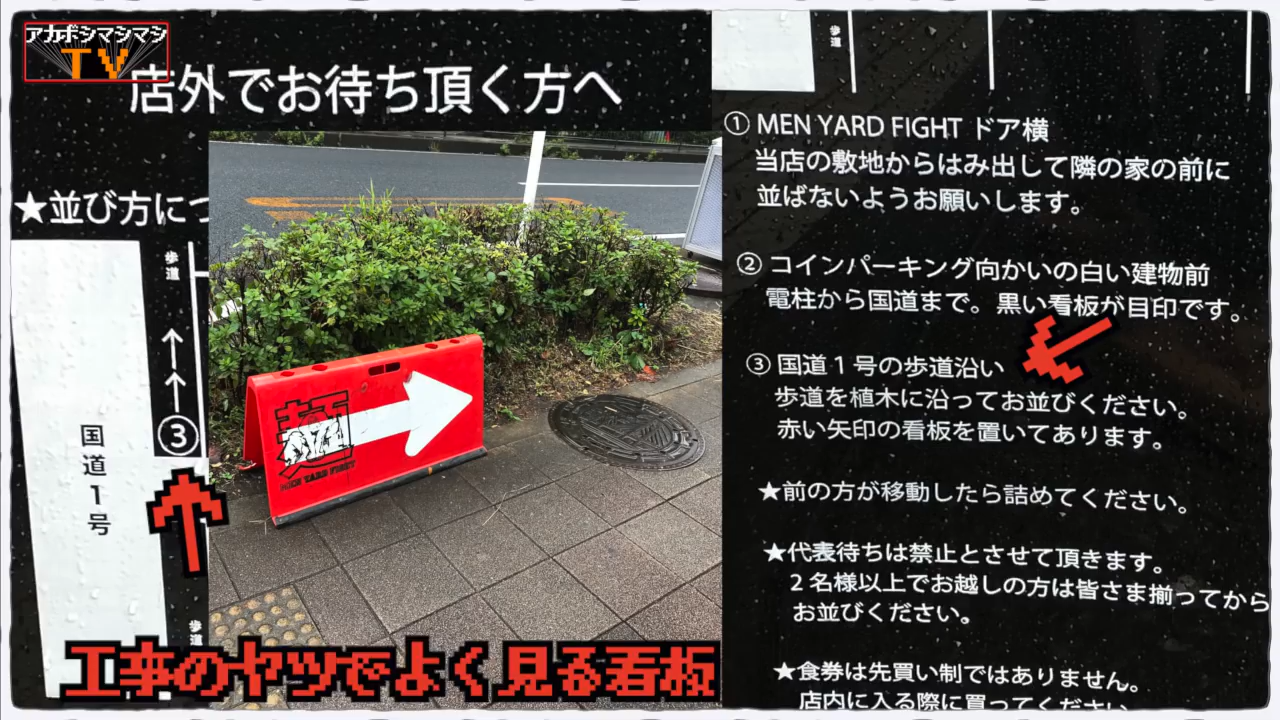 アカボシマシマシ
TV
店外でお待ち頂く方へ
★並び方につ
歩道
③
国道1号
歩道
麺
MEN YARD FIGHT
工事のヤツでよく見る看板
歩道
① MEN YARD FIGHT ドア横
当店の敷地からはみ出して隣の家の前に
並ばないようお願いします。
② コインパーキング向かいの白い建物前
電柱から国道まで。黒い看板が目印です。
③ 国道1号の歩道沿い
歩道を植木に沿ってお並びください。
赤い矢印の看板を置いてあります。
★前の方が移動したら詰めてください。
★代表待ちは禁止とさせて頂きます。
2名様以上でお越しの方は皆さま揃ってから
お並びください。
★食券は先買い制ではありません。
店内に入る際に買ってください